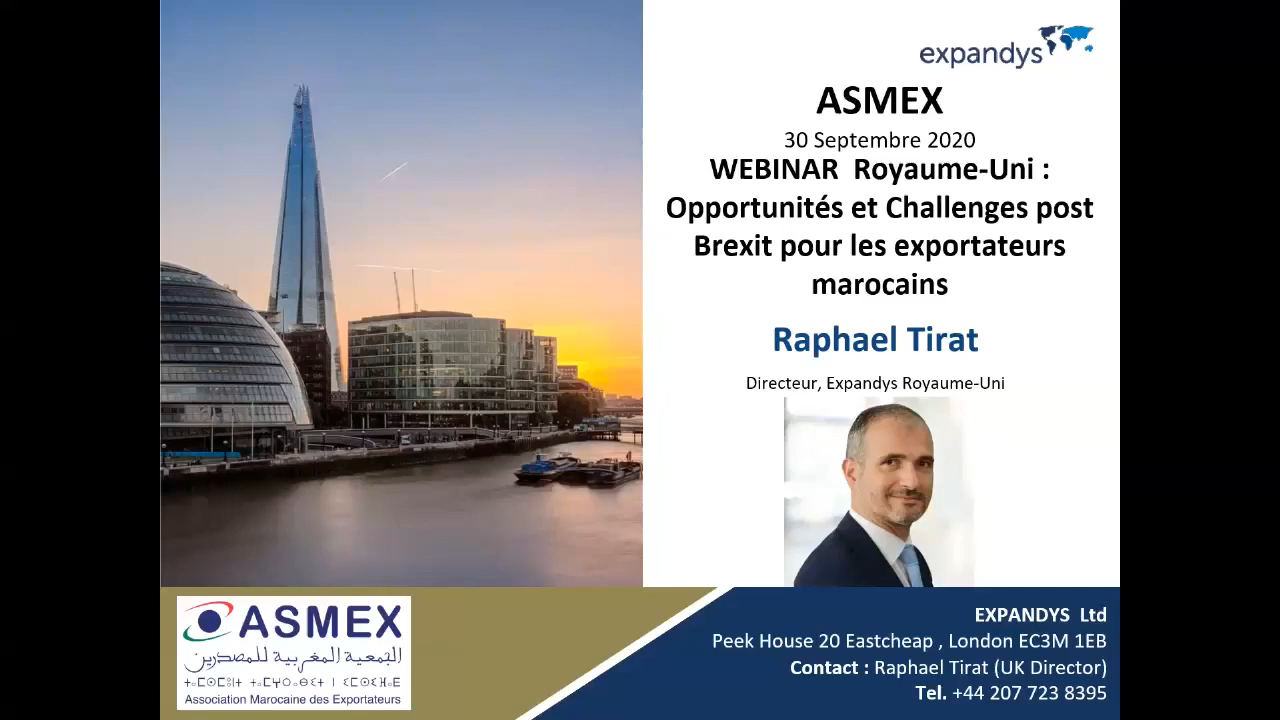 expandys
ASMEX
30 Septembre 2020
WEBINAR Royaume-Uni :
Opportunités et Challenges post
Brexit pour les exportateurs
marocains
Raphael Tirat
Directeur, Expandys Royaume-Uni
ASMEX
الجمعية المغربية للمصدرين
Association Marocaine des Exportateurs
EXPANDYS Ltd
Peek House 20 Eastcheap , London EC3M 1EB
Contact : Raphael Tirat (UK Director)
Tel. +44 207 723 8395